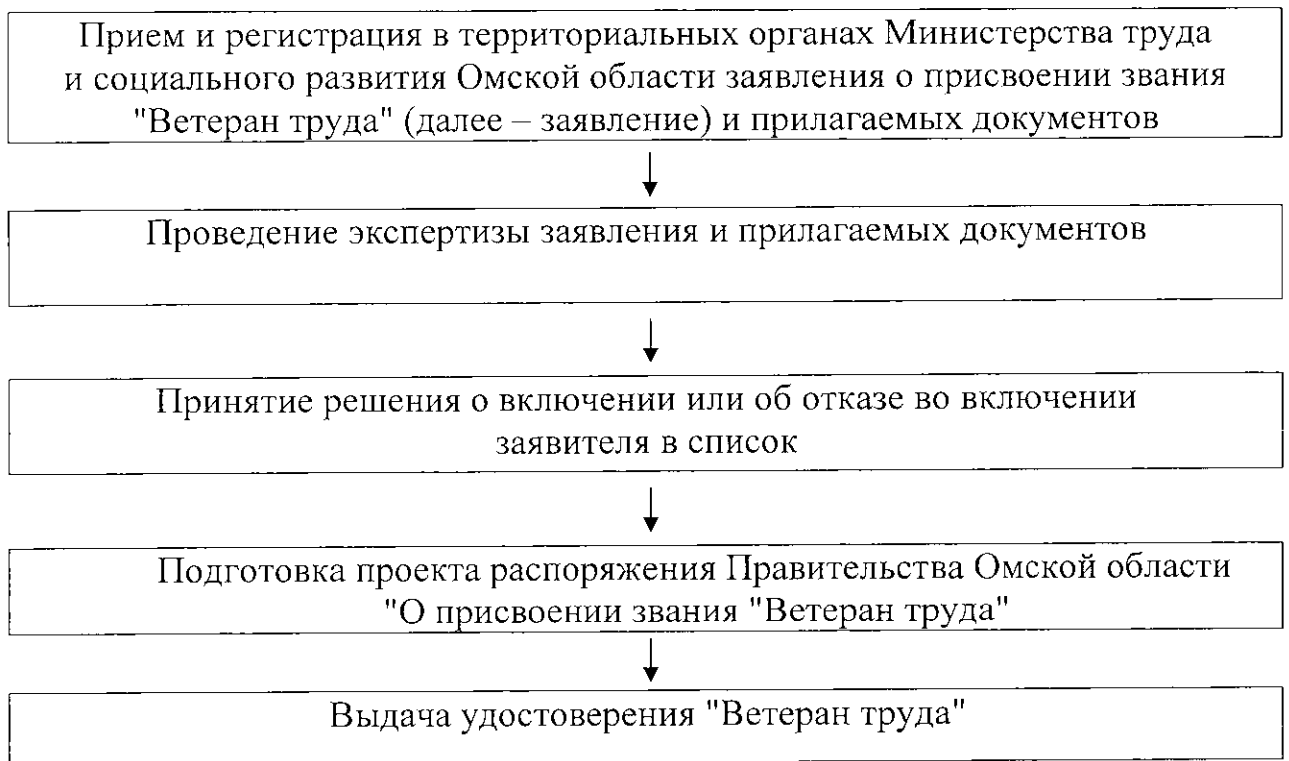 Прием и регистрация в территориальных органах Министерства труда
и социального развития Омской области заявления о присвоении звания
"Ветеран труда" (далее – заявление) и прилагаемых документов
Проведение экспертизы заявления и прилагаемых документов
Принятие решения о включении или об отказе во включении
заявителя в список
Подготовка проекта распоряжения Правительства Омской области
"О присвоении звания "Ветеран труда"
Выдача удостоверения "Ветеран труда"